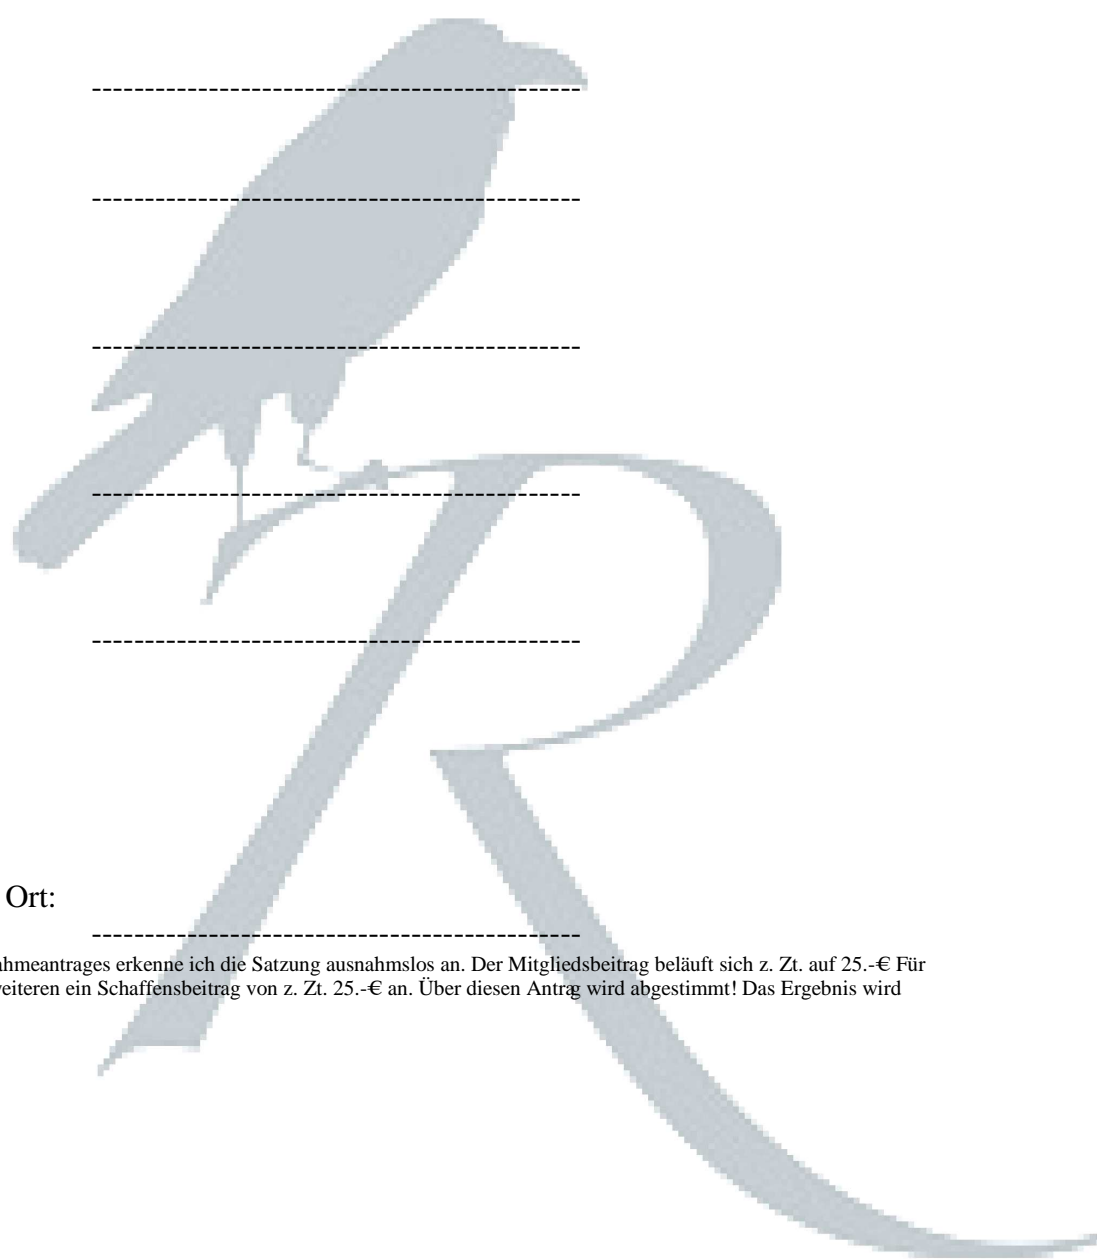 -----------------------------------------------
-----------------------------------------------
-----------------------------------------------
-----------------------------------------------
-----------------------------------------------
Ort:
-----------------------------------------------
ahmeantrages erkenne ich die Satzung ausnahmslos an. Der Mitgliedsbeitrag beläuft sich z. Zt. auf 25.-€ Für
weiteren ein Schaffensbeitrag von z. Zt. 25.-€ an. Über diesen Antrag wird abgestimmt! Das Ergebnis wird
R